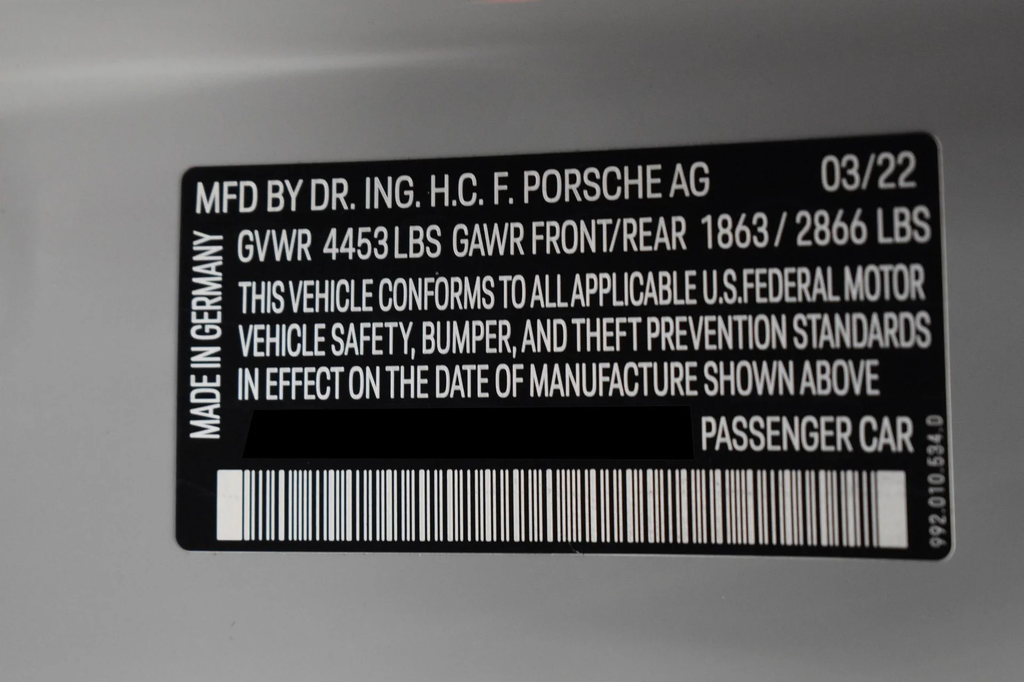 MFD BY DR. ING. H.C. F. PORSCHE AG 03/22
GVWR 4453 LBS GAWR FRONT/REAR 1863 / 2866 LBS
THIS VEHICLE CONFORMS TO ALL APPLICABLE U.S.FEDERAL MOTOR
VEHICLE SAFETY, BUMPER, AND THEFT PREVENTION STANDARDS
IN EFFECT ON THE DATE OF MANUFACTURE SHOWN ABOVE
PASSENGER CAR
MADE IN GERMANY
992.010.534.0